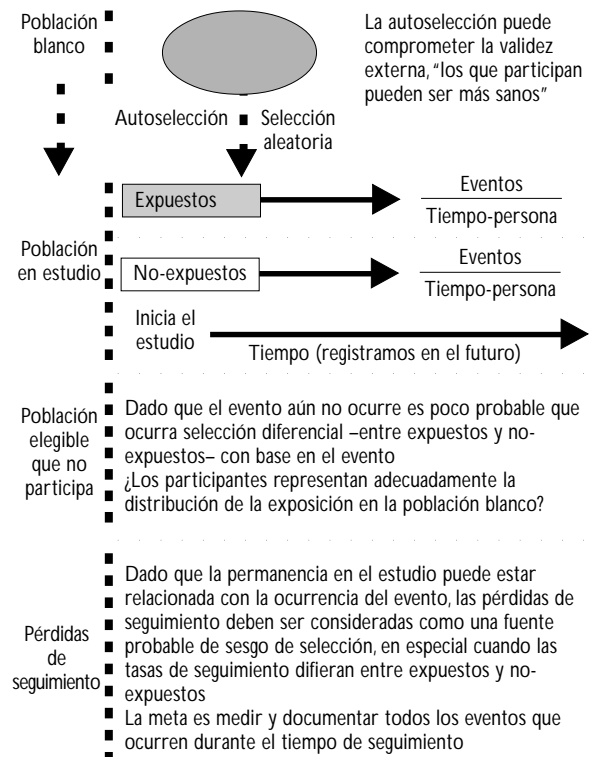 Población
blanco
La autoselección puede
comprometer la validez
externa, "los que participan
pueden ser más sanos"
Autoselección
Selección
aleatoria
Expuestos
Eventos
Tiempo-persona
Población
en estudio
No-expuestos
Eventos
Tiempo-persona
Inicia el
estudio
Tiempo (registramos en el futuro)
Población
elegible
que no
participa
Dado que el evento aún no ocurre es poco probable que
ocurra selección diferencial –entre expuestos y no-
expuestos– con base en el evento
¿Los participantes representan adecuadamente la
distribución de la exposición en la población blanco?
Pérdidas
de
seguimiento
Dado que la permanencia en el estudio puede estar
relacionada con la ocurrencia del evento, las pérdidas de
seguimiento deben ser consideradas como una fuente
probable de sesgo de selección, en especial cuando las
tasas de seguimiento difieran entre expuestos y no-
expuestos
La meta es medir y documentar todos los eventos que
ocurren durante el tiempo de seguimiento